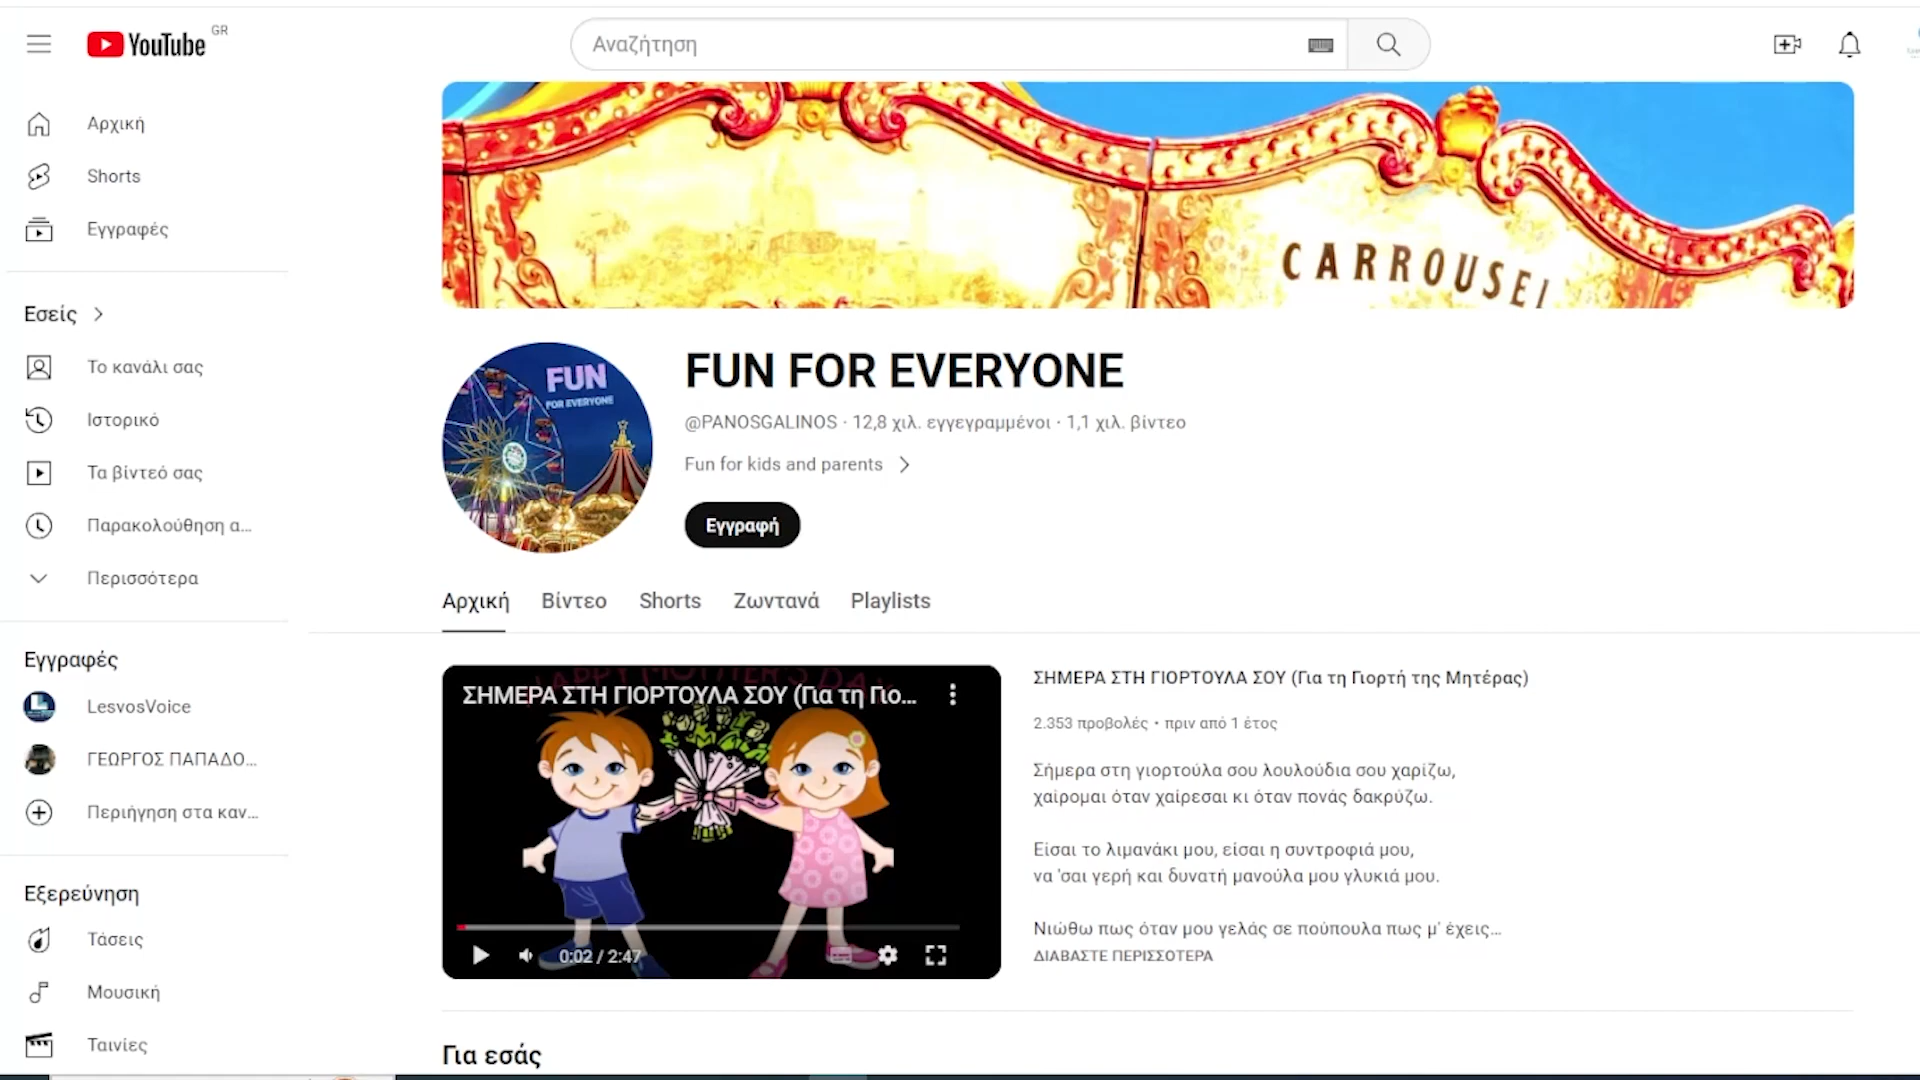 YouTube GR
Αναζήτηση
Αρχική
Shorts
Εγγραφές
Εσείς
Το κανάλι σας
Ιστορικό
Τα βίντεό σας
Παρακολούθηση α...
Περισσότερα
Εγγραφές
LesvosVoice
ΓΕΩΡΓΟΣ ΠΑΠΑΔΟ...
Περιήγηση στα καν...
Εξερεύνηση
Τάσεις
Μουσική
Ταινίες
CARROUSEL
FUN
FOR EVERYONE
FUN FOR EVERYONE
@PANOSGALINOS · 12,8 χιλ. εγγεγραμμένοι · 1,1 χιλ. βίντεο
Fun for kids and parents
Εγγραφή
Αρχική Βίντεο Shorts Ζωντανά Playlists
HAPPY MOTHER'S DAY
ΣΗΜΕΡΑ ΣΤΗ ΓΙΟΡΤΟΥΛΑ ΣΟΥ (Για τη Γιο...
0:02 / 2:47
ΣΗΜΕΡΑ ΣΤΗ ΓΙΟΡΤΟΥΛΑ ΣΟΥ (Για τη Γιορτή της Μητέρας)
2.353 προβολές • πριν από 1 έτος
Σήμερα στη γιορτούλα σου λουλούδια σου χαρίζω,
χαίρομαι όταν χαίρεσαι κι όταν πονάς δακρύζω.
Είσαι το λιμανάκι μου, είσαι η συντροφιά μου,
να 'σαι γερή και δυνατή μανούλα μου γλυκιά μου.
Νιώθω πως όταν μου γελάς σε πούπουλα πως μ' έχεις...
ΔΙΑΒΑΣΤΕ ΠΕΡΙΣΣΟΤΕΡΑ
Για εσάς